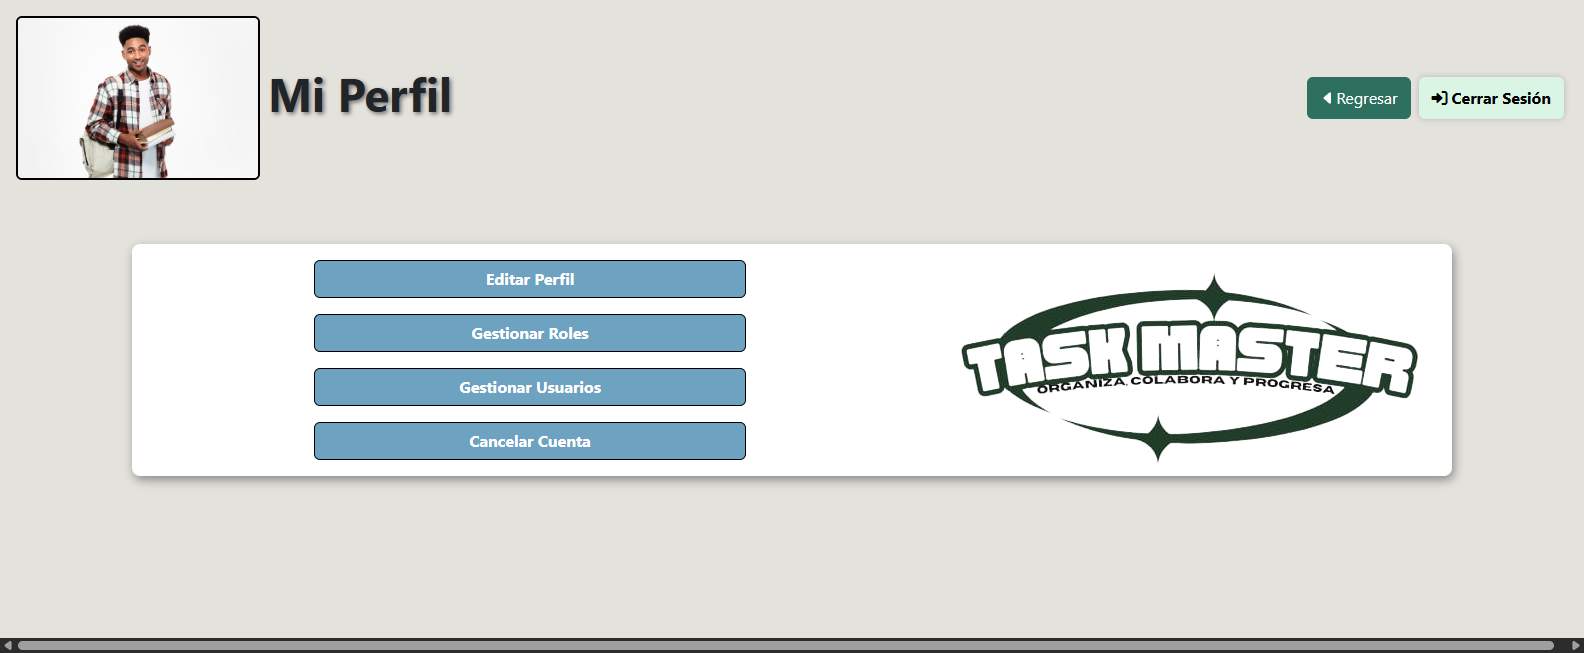 Mi Perfil
Regresar
Cerrar Sesión
Editar Perfil
Gestionar Roles
Gestionar Usuarios
Cancelar Cuenta
TASK MASTER
ORGANIZA, COLABORA Y PROGRESA